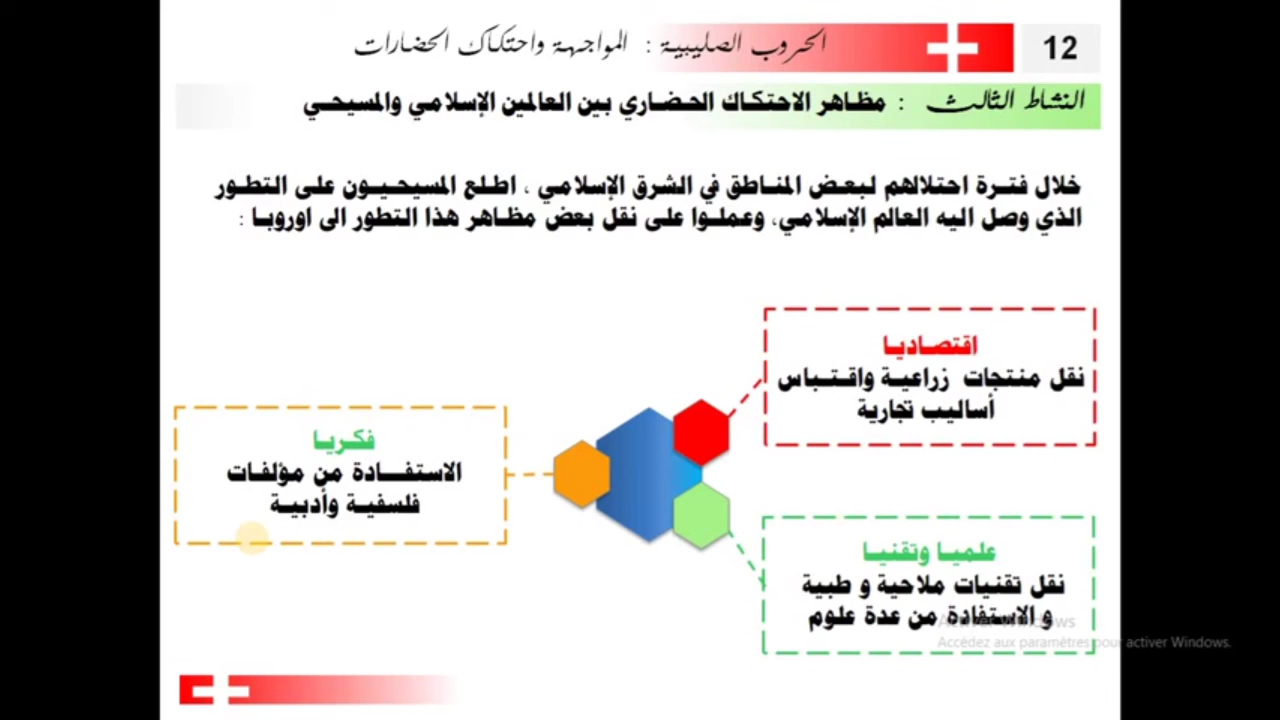 12
الحروب الصليبية : المواجهة واحتكاك الحضارات
النشاط الثالث : مظاهر الاحتكاك الحضاري بين العالمين الإسلامي والمسيحي
خلال فترة احتلالهم لبعض المناطق في الشرق الإسلامي ، اطلع المسيحيون على التطور
الذي وصل اليه العالم الإسلامي، وعملوا على نقل بعض مظاهر هذا التطور الى اوروبا :
اقتصاديا
نقل منتجات زراعية واقتباس
أساليب تجارية
فكريا
الاستفادة من مؤلفات
فلسفية وأدبية
علميا وتقنيا
نقل تقنيات ملاحية و طبية
و الاستفادة من عدة علوم
Activer Windows
Accédez aux paramètres pour activer Windows.